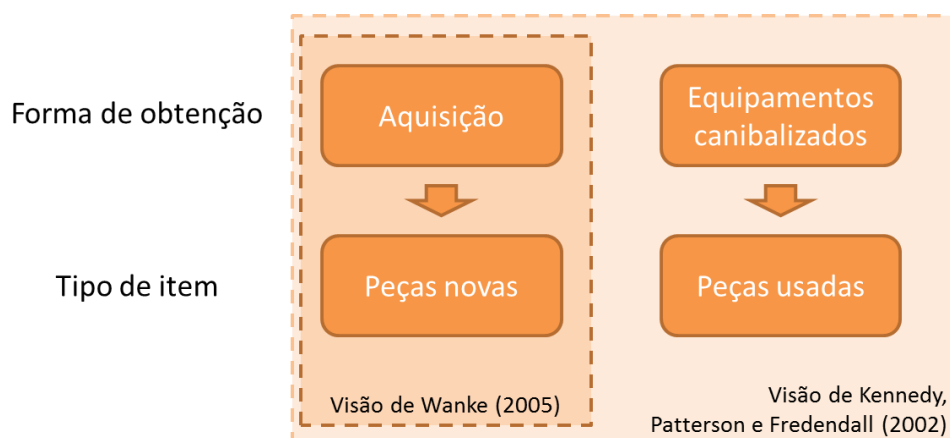 Forma de obtenção
Aquisição
Equipamentos
canibalizados
Tipo de item
Peças novas
Peças usadas
Visão de Wanke (2005)
Visão de Kennedy,
Patterson e Fredendall (2002)